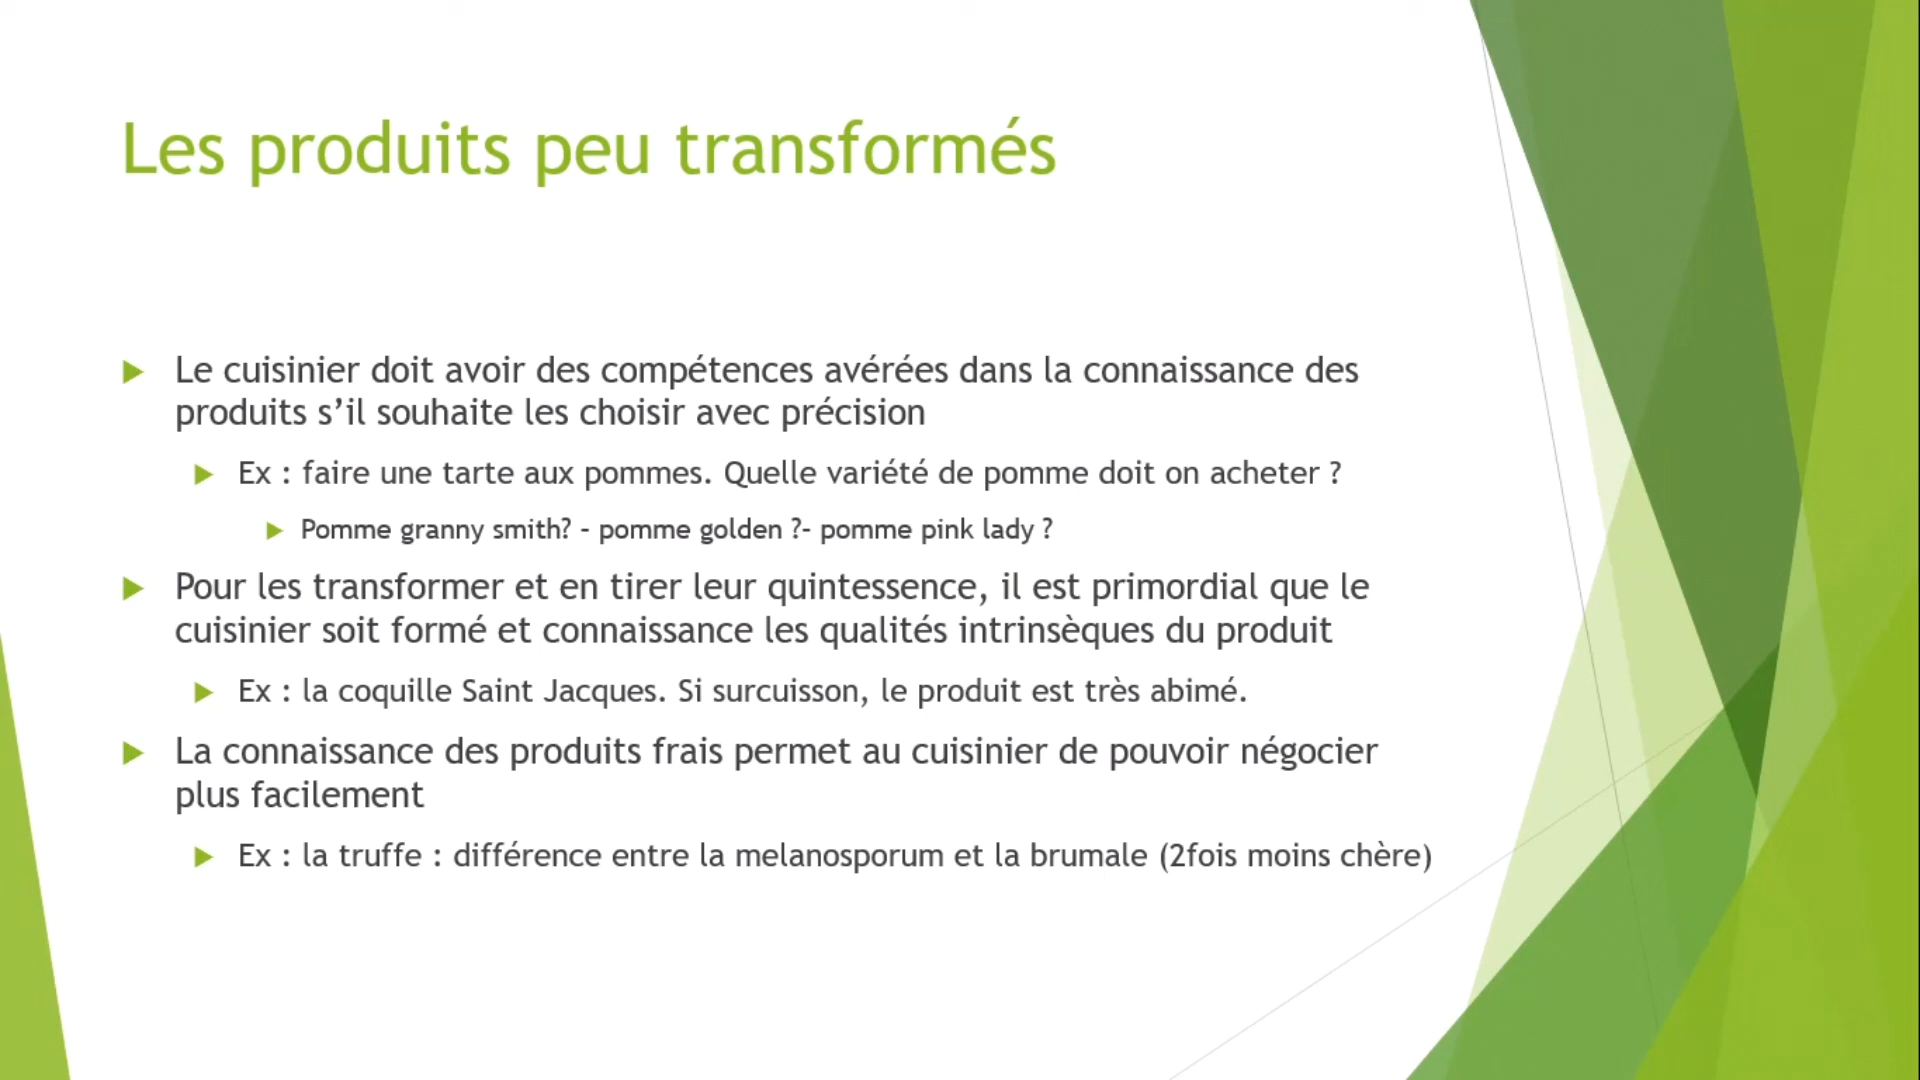 Les produits peu transformés
Le cuisinier doit avoir des compétences avérées dans la connaissance des
produits s’il souhaite les choisir avec précision
Ex : faire une tarte aux pommes. Quelle variété de pomme doit on acheter ?
Pomme granny smith? – pomme golden ?– pomme pink lady ?
Pour les transformer et en tirer leur quintessence, il est primordial que le
cuisinier soit formé et connaissance les qualités intrinsèques du produit
Ex : la coquille Saint Jacques. Si surcuisson, le produit est très abimé.
La connaissance des produits frais permet au cuisinier de pouvoir négocier
plus facilement
Ex : la truffe : différence entre la melanosporum et la brumale (2fois moins chère)